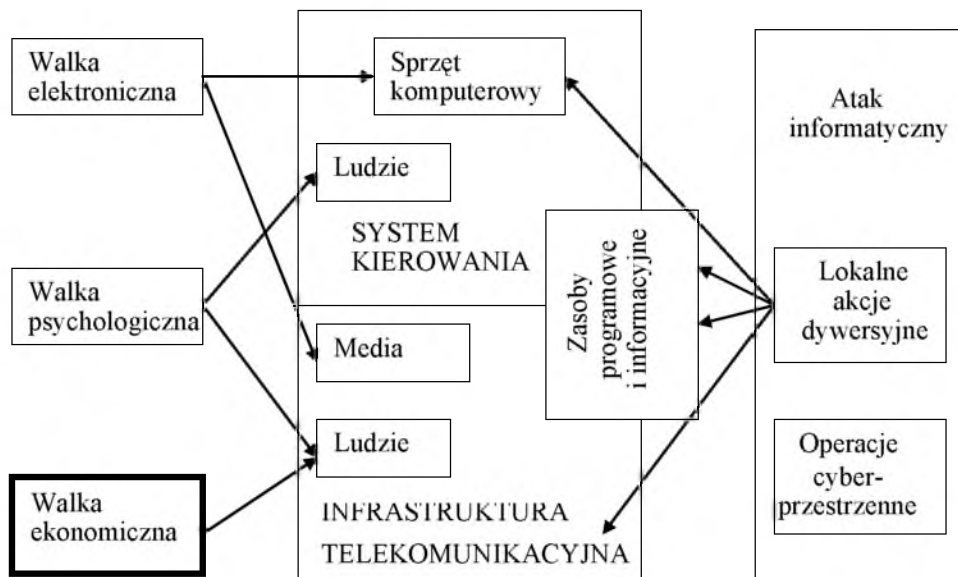 Walka
elektroniczna
Walka
psychologiczna
Walka
ekonomiczna
Sprzęt
komputerowy
Ludzie
SYSTEM
KIEROWANIA
Media
Ludzie
INFRASTRUKTURA
TELEKOMUNIKACYJNA
Zasoby
programowe
i informacyjne
Atak
informatyczny
Lokalne
akcje
dywersyjne
Operacje
cyber-
przestrzenne